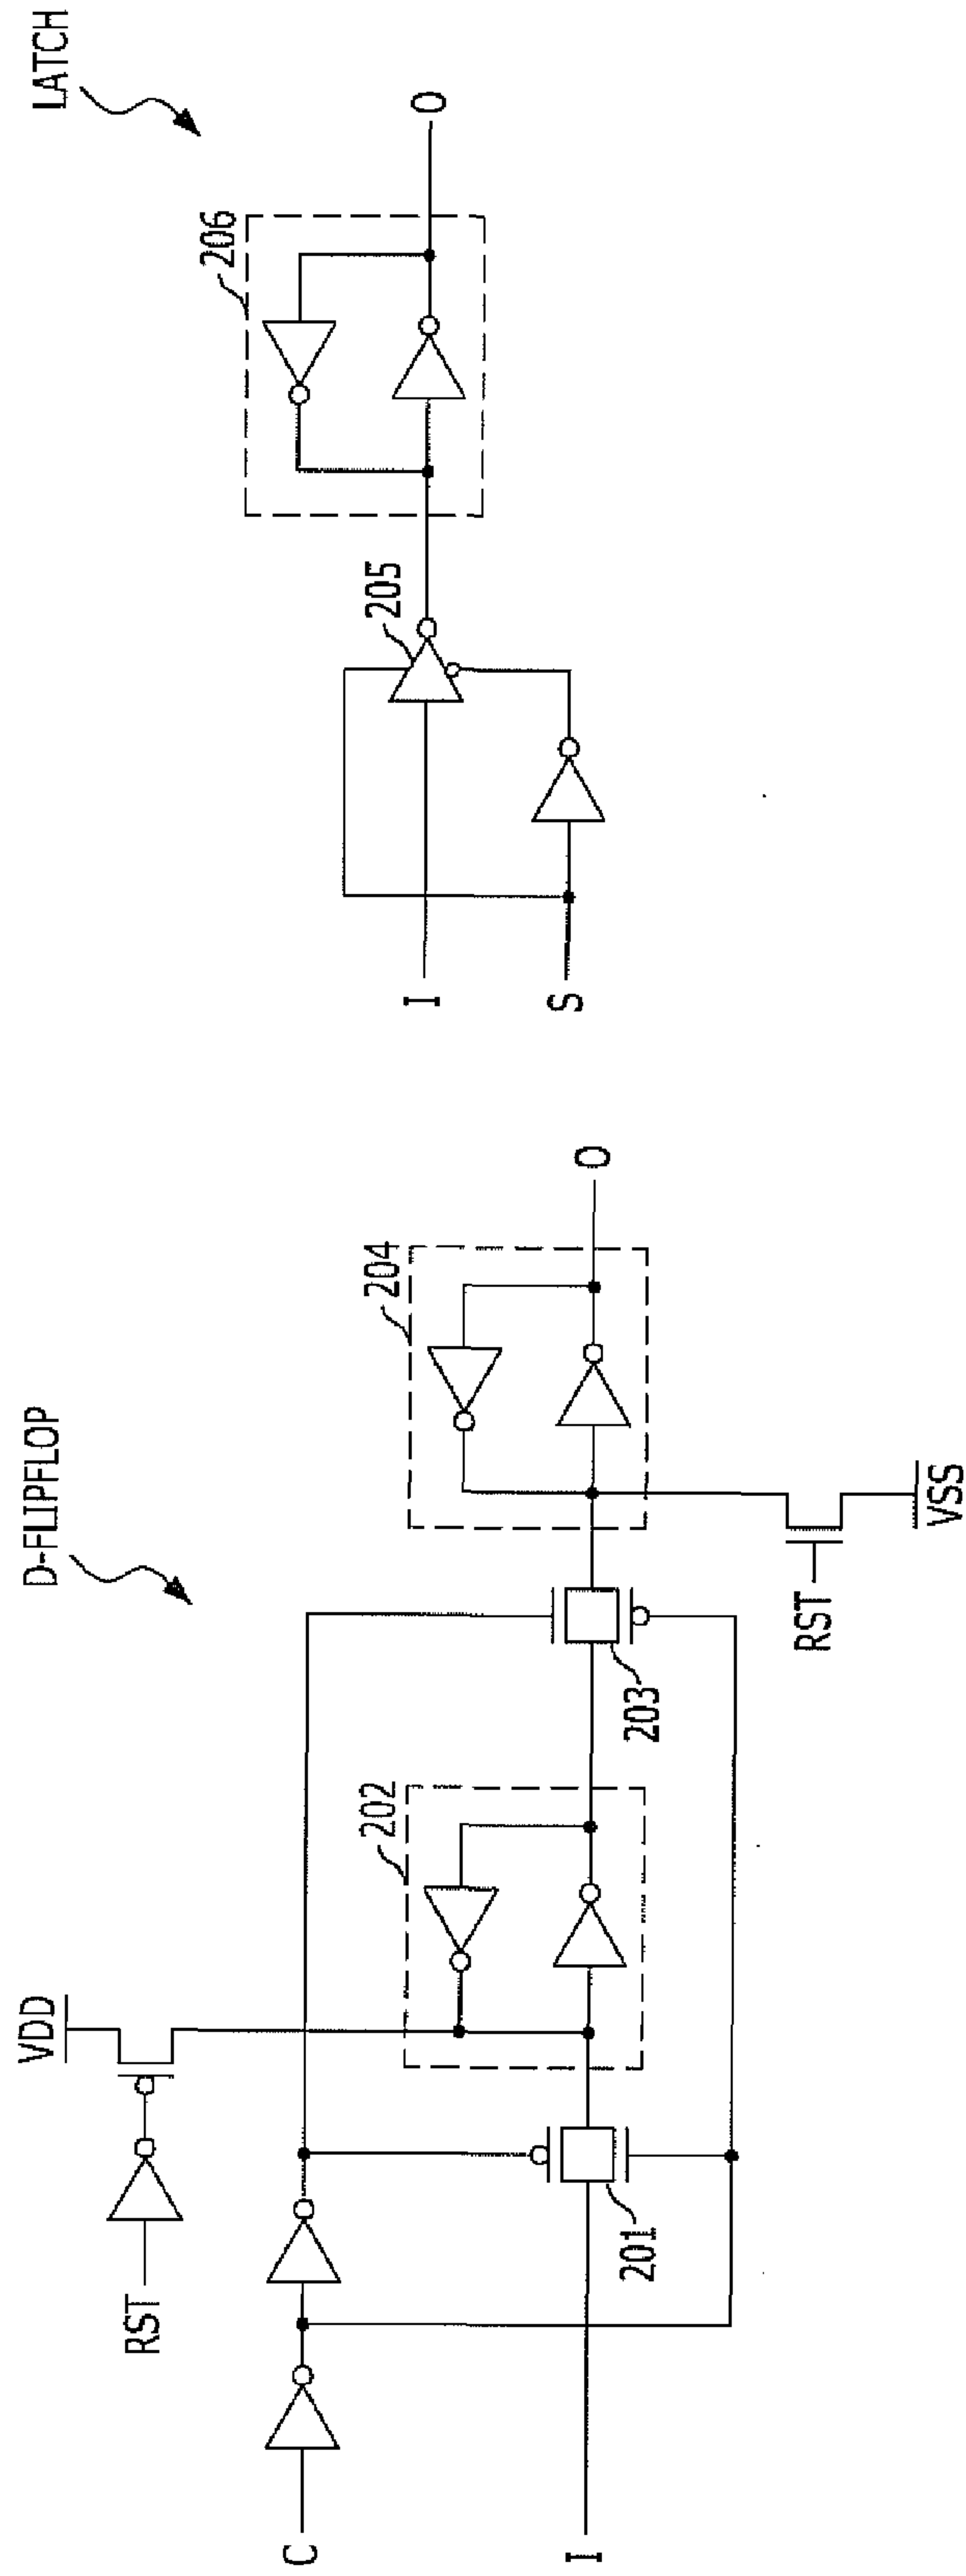 D-FLIPFLOP
VDD
RST
C
I
201
202
203
204
O
RST
VSS
LATCH
I
S
205
206
O